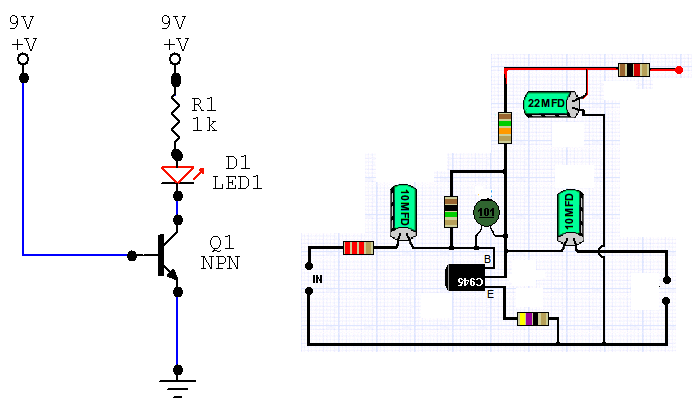 9V
+V
9V
+V
R1
1k
D1
LED1
Q1
NPN
22MFD
10MFD
101
10MFD
IN
B
C945
E